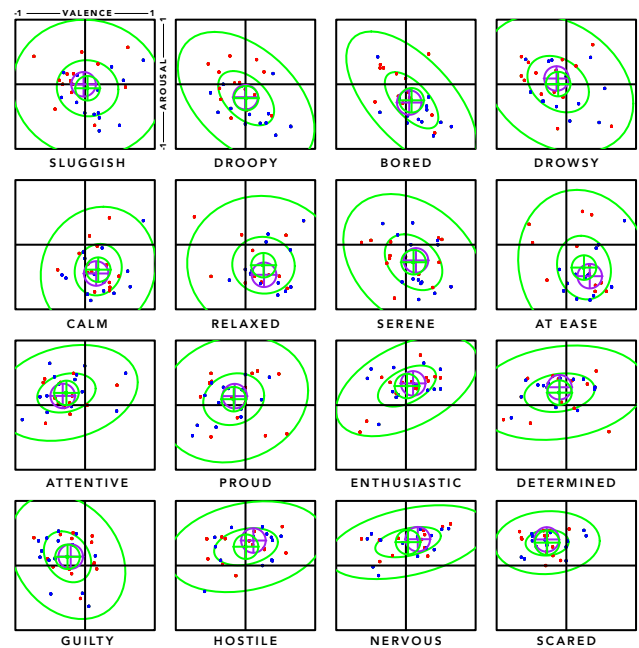 -1 VALENCE 1
1 AROUSAL -1
SLUGGISH DROOPY BORED DROWSY
CALM RELAXED SERENE AT EASE
ATTENTIVE PROUD ENTHUSIASTIC DETERMINED
GUILTY HOSTILE NERVOUS SCARED